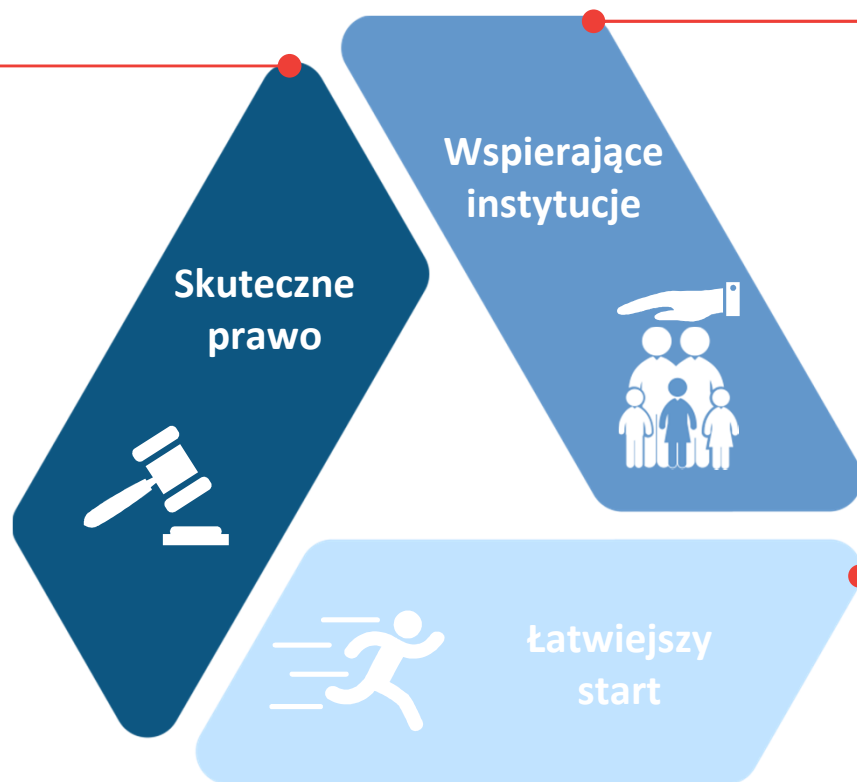 Wspierające
instytucje
Skuteczne
prawo
Łatwiejszy
start